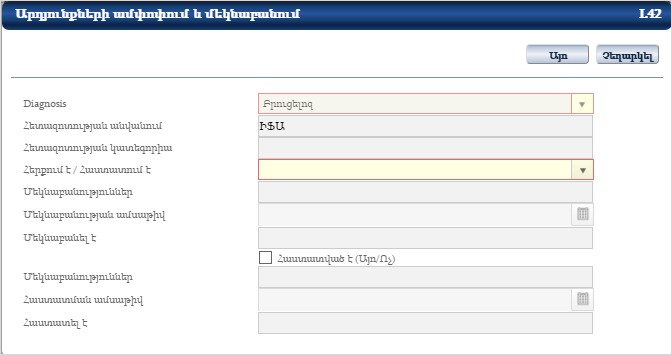 Արդյունքների ամփոփում և մեկնաբանում L42
Այո Չեղարկել
Diagnosis Բրուցելոզ
Հետազոտության անվանում ԻՖԱ
Հետազոտության կատեգորիա
Հերքում է / Հաստատում է
Մեկնաբանություններ
Մեկնաբանության ամսաթիվ
Մեկնաբանել է
Հաստատված է (Այո/Ոչ)
Մեկնաբանություններ
Հաստատման ամսաթիվ
Հաստատել է